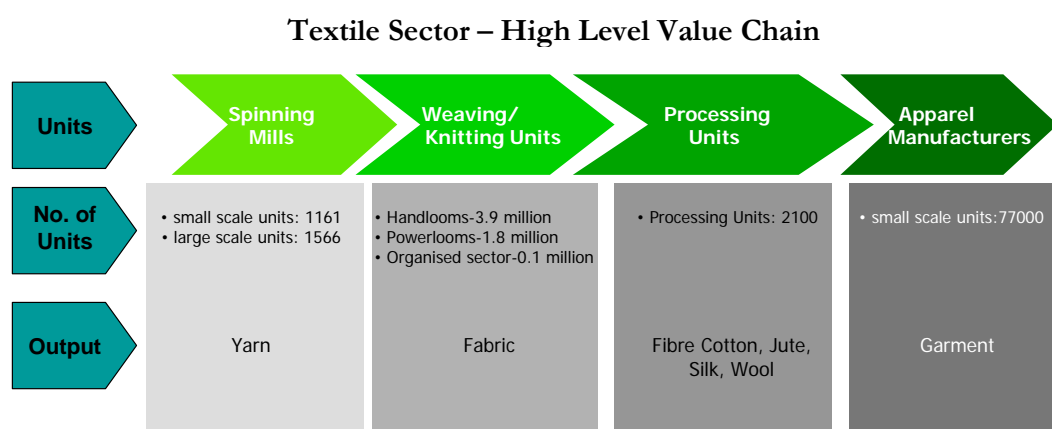 Textile Sector – High Level Value Chain
Units
Spinning
Mills
Weaving/
Knitting Units
Processing
Units
Apparel
Manufacturers
No. of
Units
• small scale units: 1161
• large scale units: 1566
• Handlooms-3.9 million
• Powerlooms-1.8 million
• Organised sector-0.1 million
• Processing Units: 2100
• small scale units:77000
Output
Yarn
Fabric
Fibre Cotton, Jute,
Silk, Wool
Garment